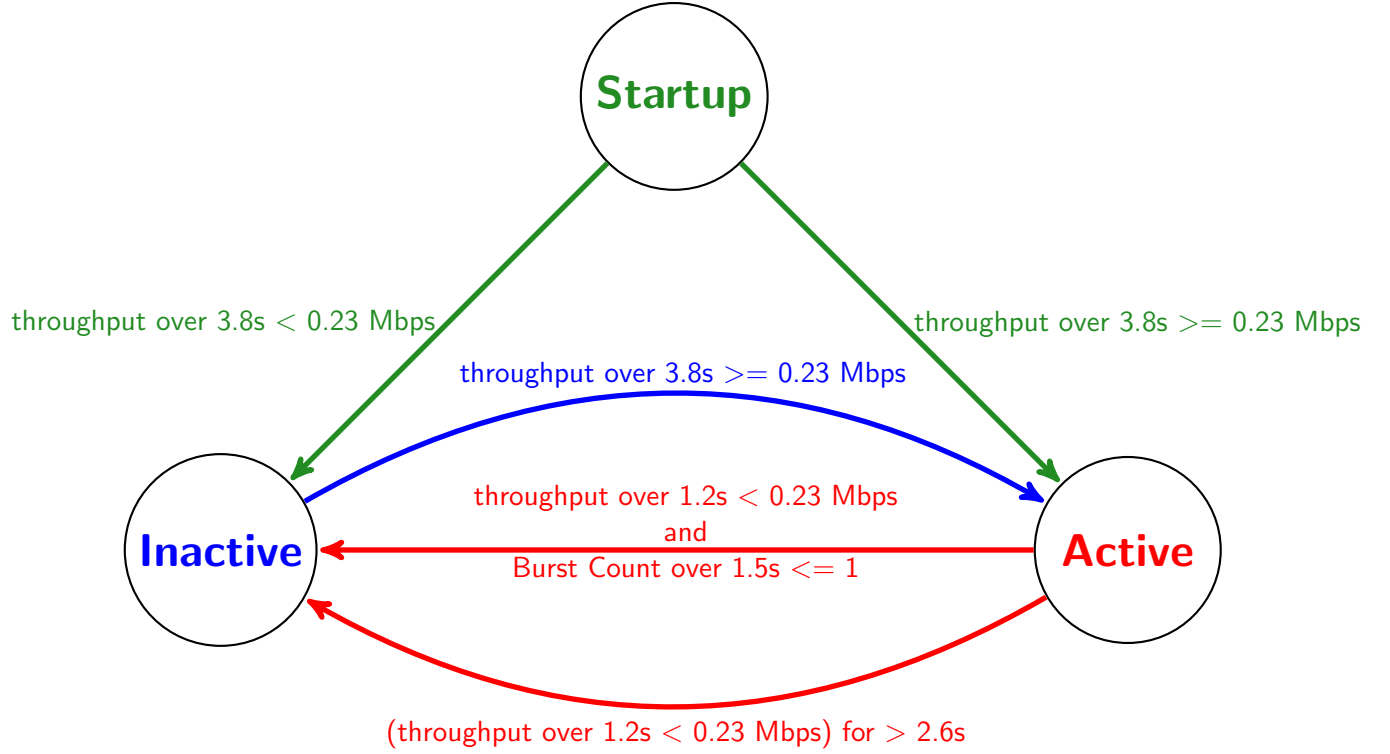 Startup
throughput over 3.8s < 0.23 Mbps
throughput over 3.8s >= 0.23 Mbps
throughput over 3.8s >= 0.23 Mbps
throughput over 1.2s < 0.23 Mbps
and
Inactive
Active
Burst Count over 1.5s <= 1
(throughput over 1.2s < 0.23 Mbps) for > 2.6s